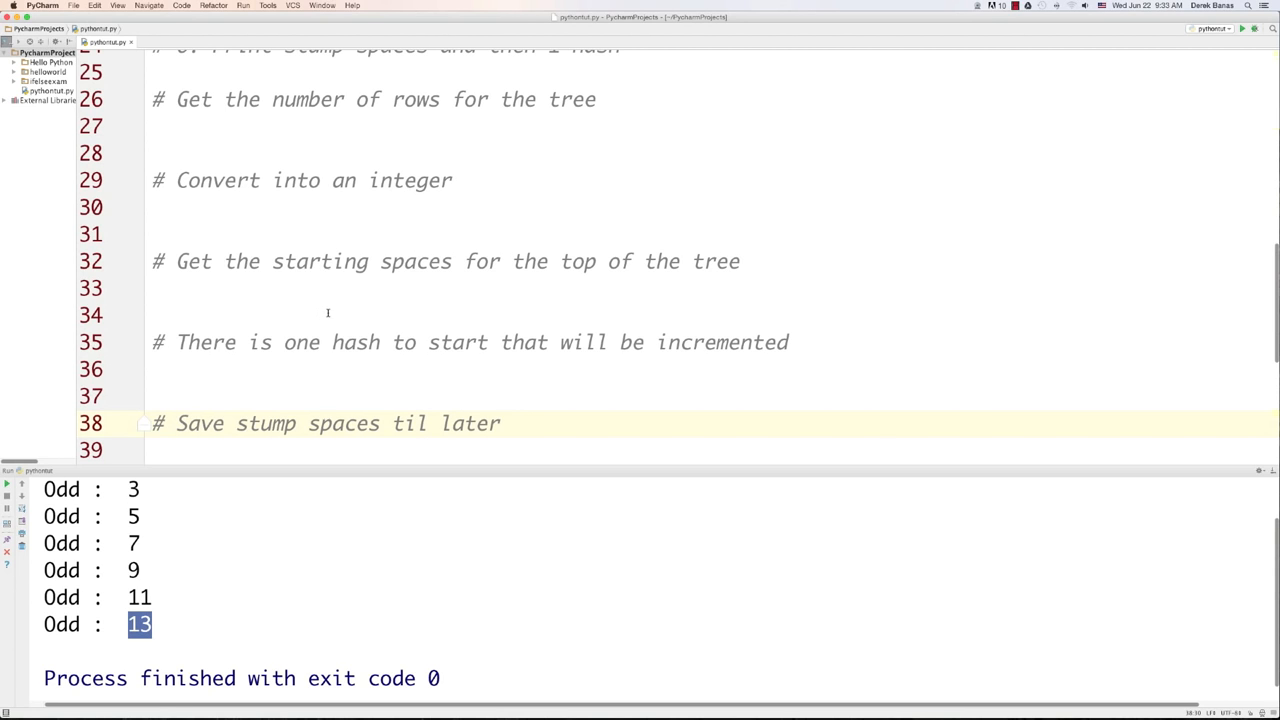 PyCharm File Edit View Navigate Code Refactor Run Tools VCS Window Help 10 Wed Jun 22 9:33 AM Derek Banas
pythontut.py - PycharmProjects - [~/PycharmProjects]
PycharmProjects pythontut.py pythontut
pythontut.py
PycharmProject
Hello Python
helloworld
ifelseexam
pythontut.py
External Librarie
24 # 6. Print stump spaces and then 1 hash
25
26 # Get the number of rows for the tree
27
28
29 # Convert into an integer
30
31
32 # Get the starting spaces for the top of the tree
33
34
35 # There is one hash to start that will be incremented
36
37
38 # Save stump spaces til later
39
Run pythontut
Odd : 3
Odd : 5
Odd : 7
Odd : 9
Odd : 11
Odd : 13
Process finished with exit code 0
38:30 LF÷ UTF-8÷